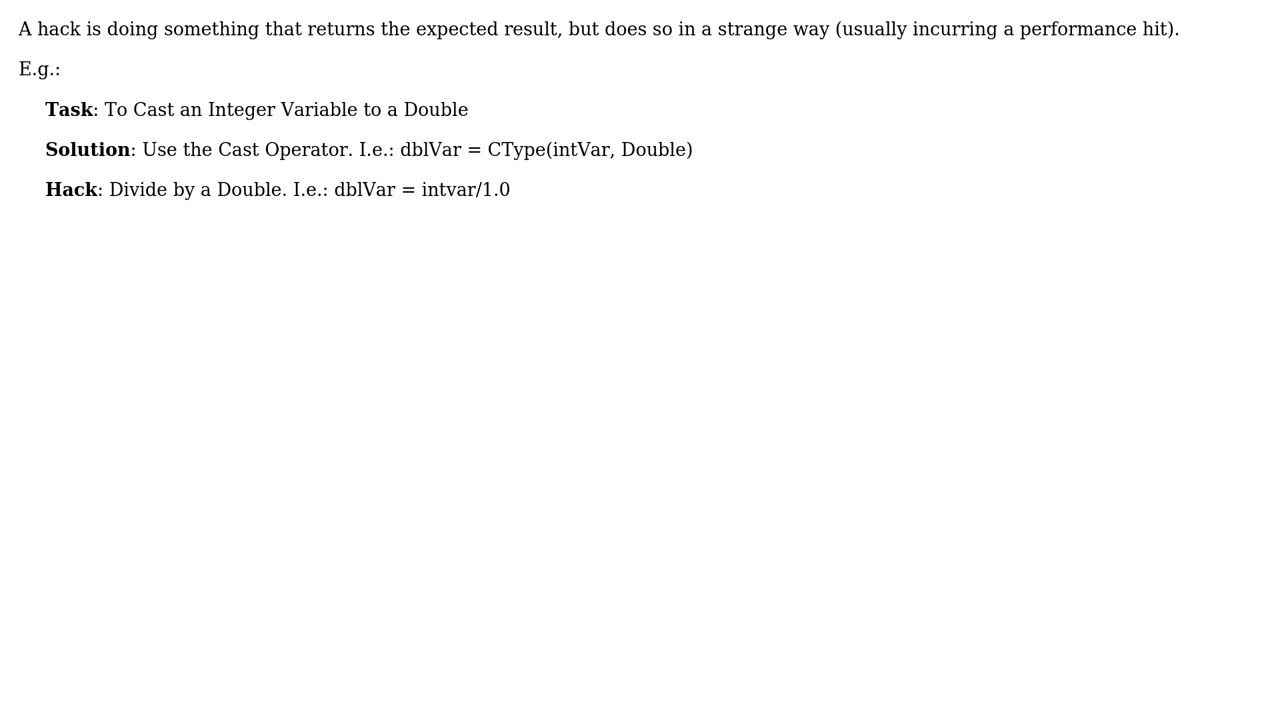 A hack is doing something that returns the expected result, but does so in a strange way (usually incurring a performance hit).
E.g.:
Task: To Cast an Integer Variable to a Double
Solution: Use the Cast Operator. I.e.: dblVar = CType(intVar, Double)
Hack: Divide by a Double. I.e.: dblVar = intvar/1.0